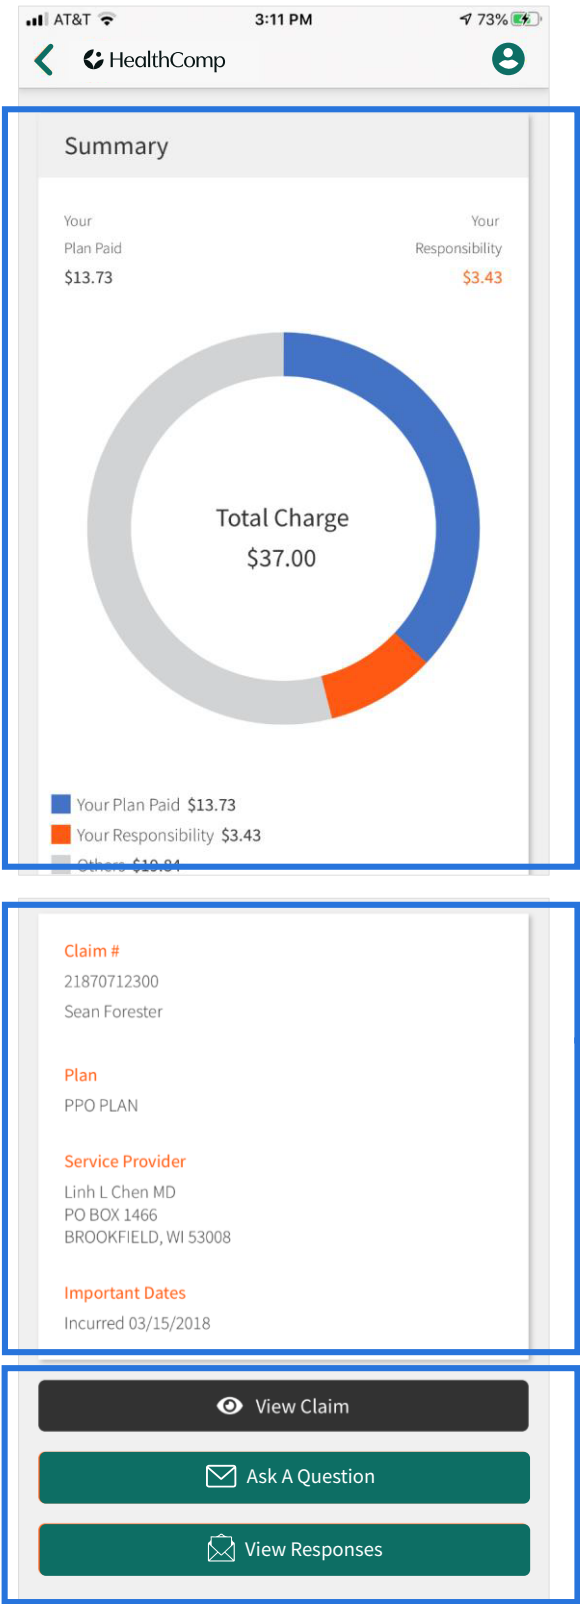 AT&T 3:11 PM 73%
HealthComp
Summary
Your Your
Plan Paid Responsibility
$13.73 $3.43
Total Charge
$37.00
Your Plan Paid $13.73
Your Responsibility $3.43
Others $19.84
Claim #
21870712300
Sean Forester
Plan
PPO PLAN
Service Provider
Linh L Chen MD
PO BOX 1466
BROOKFIELD, WI 53008
Important Dates
Incurred 03/15/2018
View Claim
Ask A Question
View Responses